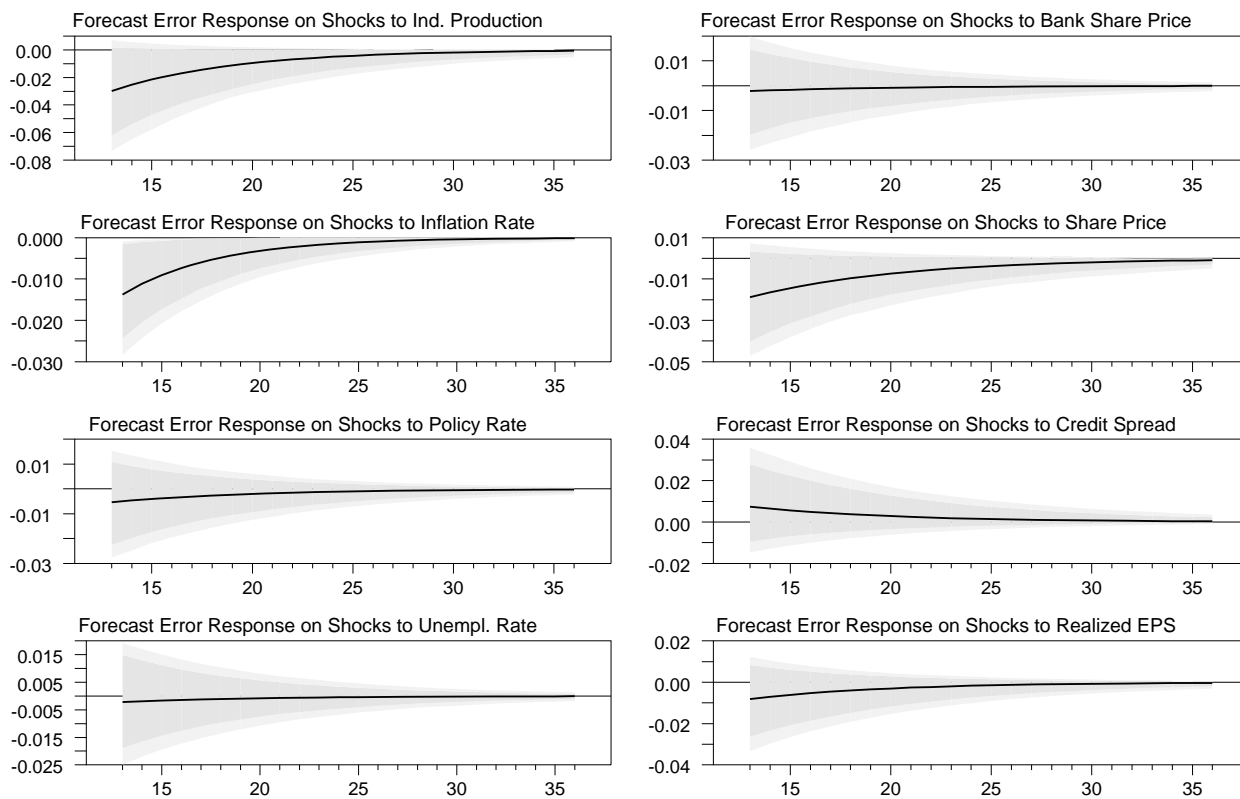 Forecast Error Response on Shocks to Ind. Production
0.00
-0.02
-0.04
-0.06
-0.08
15 20 25 30 35
Forecast Error Response on Shocks to Bank Share Price
0.01
-0.01
-0.03
15 20 25 30 35
Forecast Error Response on Shocks to Inflation Rate
0.000
-0.010
-0.020
-0.030
15 20 25 30 35
Forecast Error Response on Shocks to Share Price
0.01
-0.01
-0.03
-0.05
15 20 25 30 35
Forecast Error Response on Shocks to Policy Rate
0.01
-0.01
-0.03
15 20 25 30 35
Forecast Error Response on Shocks to Credit Spread
0.04
0.02
0.00
-0.02
15 20 25 30 35
Forecast Error Response on Shocks to Unempl. Rate
0.015
0.005
-0.005
-0.015
-0.025
15 20 25 30 35
Forecast Error Response on Shocks to Realized EPS
0.02
0.00
-0.02
-0.04
15 20 25 30 35